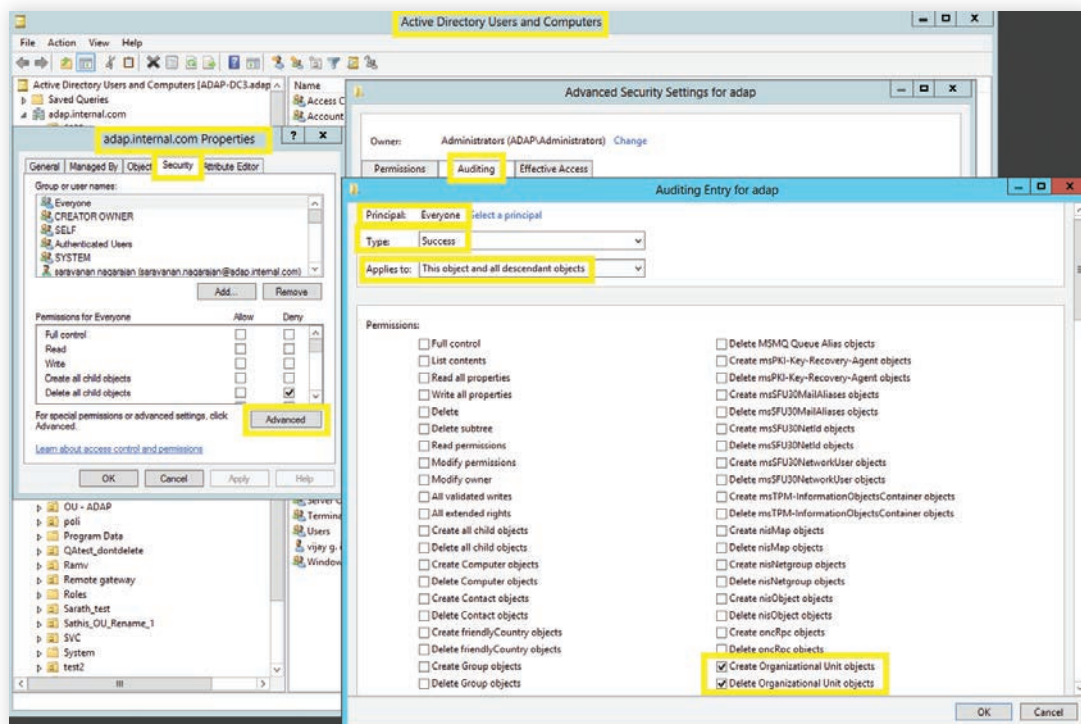 Active Directory Users and Computers
File Action View Help
Active Directory Users and Computers [ADAP-DC3.adap
Saved Queries
adap.internal.com
Name
Access C
Account
adap.internal.com Properties
? X
General Managed By Object Security Attribute Editor
Group or user names:
Everyone
CREATOR OWNER
SELF
Authenticated Users
SYSTEM
saravanan.nagarajan (saravanan.nagarajan@adap.internal.com)
Add... Remove
Permissions for Everyone Allow Deny
Full control
Read
Write
Create all child objects
Delete all child objects
For special permissions or advanced settings, click
Advanced.
Advanced
Learn about access control and permissions
OK Cancel Apply Help
OU - ADAP
poli
Program Data
QAtest_dontdelete
Ramv
Remote gateway
Roles
Sarath_test
Sathis_OU_Rename_1
SVC
System
test2
Server O
Termina
Users
vijay g.
Window
Advanced Security Settings for adap
Owner: Administrators (ADAP\Administrators) Change
Permissions Auditing Effective Access
Auditing Entry for adap
Principal: Everyone Select a principal
Type: Success
Applies to: This object and all descendant objects
Permissions:
Full control
List contents
Read all properties
Write all properties
Delete
Delete subtree
Read permissions
Modify permissions
Modify owner
All validated writes
All extended rights
Create all child objects
Delete all child objects
Create Computer objects
Delete Computer objects
Create Contact objects
Delete Contact objects
Create friendlyCountry objects
Delete friendlyCountry objects
Create Group objects
Delete Group objects
Delete MSMQ Queue Alias objects
Create msPKI-Key-Recovery-Agent objects
Delete msPKI-Key-Recovery-Agent objects
Create msSFU30MailAliases objects
Delete msSFU30MailAliases objects
Create msSFU30NetId objects
Delete msSFU30NetId objects
Create msSFU30NetworkUser objects
Delete msSFU30NetworkUser objects
Create msTPM-InformationObjectsContainer objects
Delete msTPM-InformationObjectsContainer objects
Create nisMap objects
Delete nisMap objects
Create nisNetgroup objects
Delete nisNetgroup objects
Create nisObject objects
Delete nisObject objects
Create oncRpc objects
Delete oncRpc objects
Create Organizational Unit objects
Delete Organizational Unit objects
OK Cancel